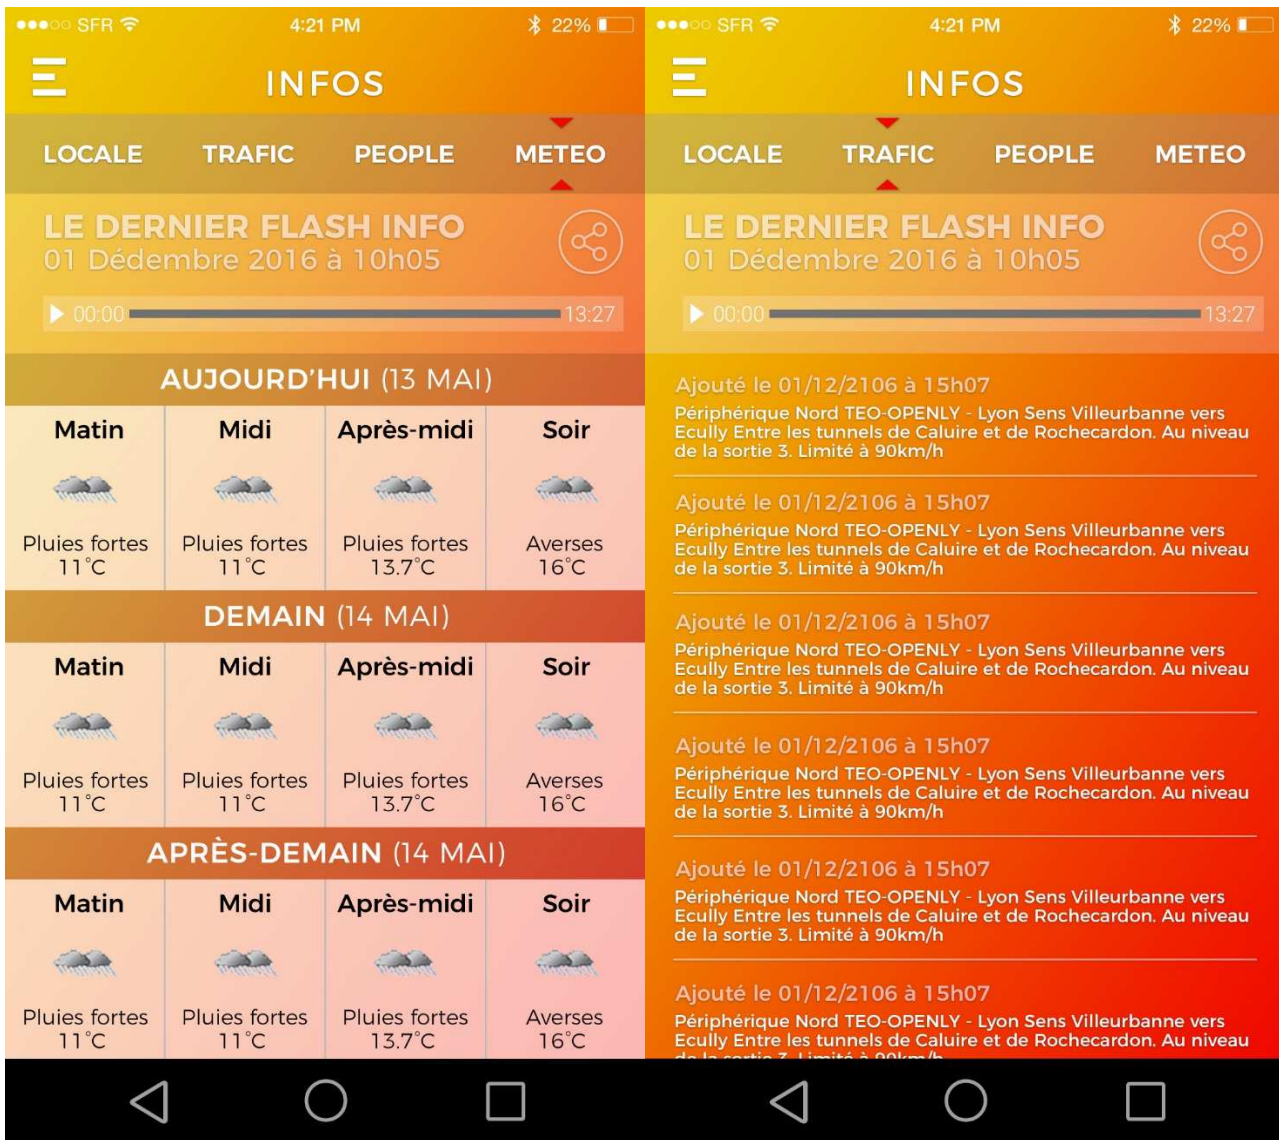 SFR 4:21 PM 22%
INFOS
LOCALE TRAFIC PEOPLE METEO
LE DERNIER FLASH INFO
01 Dédembre 2016 à 10h05
00:00 13:27
AUJOURD'HUI (13 MAI)
Matin Midi Après-midi Soir
Pluies fortes Pluies fortes Pluies fortes Averses
11°C 11°C 13.7°C 16°C
DEMAIN (14 MAI)
Matin Midi Après-midi Soir
Pluies fortes Pluies fortes Pluies fortes Averses
11°C 11°C 13.7°C 16°C
APRÈS-DEMAIN (14 MAI)
Matin Midi Après-midi Soir
Pluies fortes Pluies fortes Pluies fortes Averses
11°C 11°C 13.7°C 16°C
SFR 4:21 PM 22%
INFOS
LOCALE TRAFIC PEOPLE METEO
LE DERNIER FLASH INFO
01 Dédembre 2016 à 10h05
00:00 13:27
Ajouté le 01/12/2106 à 15h07
Périphérique Nord TEO-OPENLY - Lyon Sens Villeurbanne vers
Ecully Entre les tunnels de Caluire et de Rochecardon. Au niveau
de la sortie 3. Limité à 90km/h
Ajouté le 01/12/2106 à 15h07
Périphérique Nord TEO-OPENLY - Lyon Sens Villeurbanne vers
Ecully Entre les tunnels de Caluire et de Rochecardon. Au niveau
de la sortie 3. Limité à 90km/h
Ajouté le 01/12/2106 à 15h07
Périphérique Nord TEO-OPENLY - Lyon Sens Villeurbanne vers
Ecully Entre les tunnels de Caluire et de Rochecardon. Au niveau
de la sortie 3. Limité à 90km/h
Ajouté le 01/12/2106 à 15h07
Périphérique Nord TEO-OPENLY - Lyon Sens Villeurbanne vers
Ecully Entre les tunnels de Caluire et de Rochecardon. Au niveau
de la sortie 3. Limité à 90km/h
Ajouté le 01/12/2106 à 15h07
Périphérique Nord TEO-OPENLY - Lyon Sens Villeurbanne vers
Ecully Entre les tunnels de Caluire et de Rochecardon. Au niveau
de la sortie 3. Limité à 90km/h
Ajouté le 01/12/2106 à 15h07
Périphérique Nord TEO-OPENLY - Lyon Sens Villeurbanne vers
Ecully Entre les tunnels de Caluire et de Rochecardon. Au niveau
de la sortie 3. Limité à 90km/h